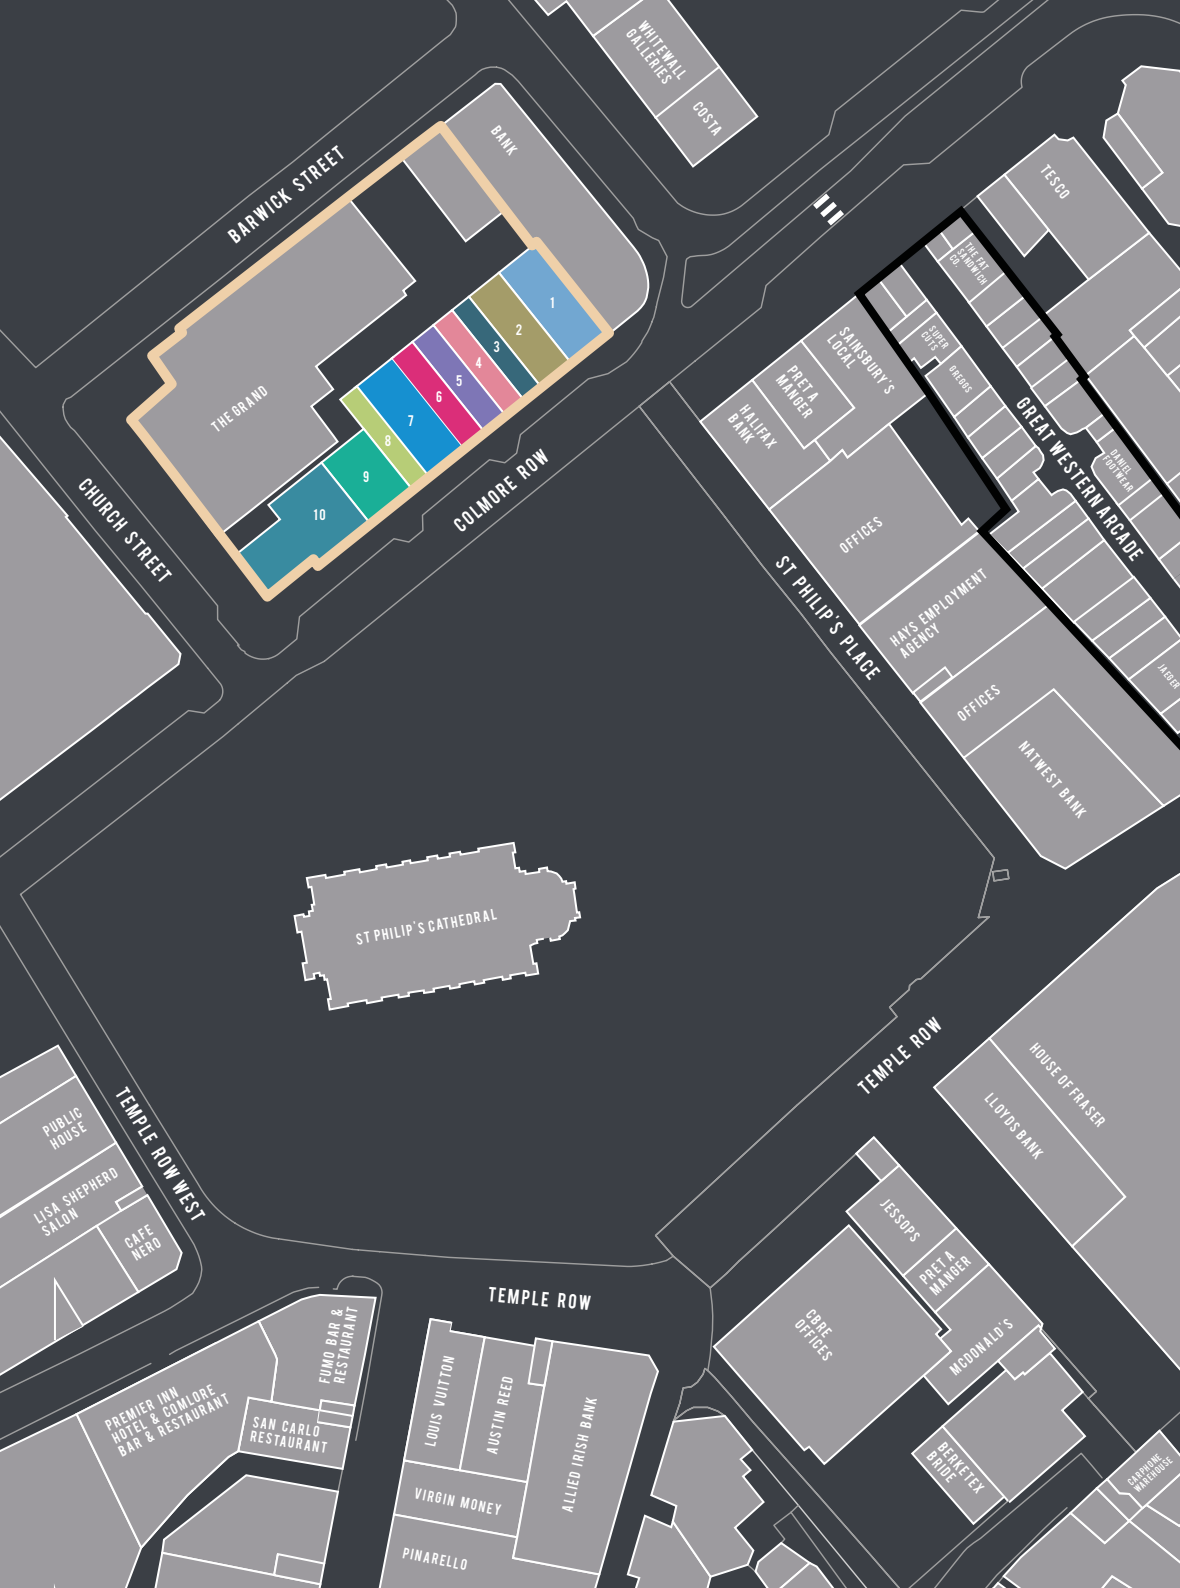 WHITEWALL
GALLERIES
COSTA
BANK
BARWICK STREET
TESCO
THE FAT
SANDWICH
CO.
1
2
3
4
5
6
7
8
9
10
THE GRAND
CHURCH STREET
COLMORE ROW
SAINSBURY'S
LOCAL
PRET A
MANGER
HALIFAX
BANK
SUPER
CUTS
GREGGS
GREAT WESTERN ARCADE
DANIEL
FOOTWEAR
OFFICES
ST PHILIP'S PLACE
HAYS EMPLOYMENT
AGENCY
JAEGER
OFFICES
NATWEST BANK
ST PHILIP'S CATHEDRAL
TEMPLE ROW
HOUSE OF FRASER
LLOYDS BANK
PUBLIC
HOUSE
TEMPLE ROW WEST
LISA SHEPHERD
SALON
CAFE
NERO
JESSOPS
PRET A
MANGER
TEMPLE ROW
CBRE
OFFICES
MCDONALD'S
FUMO BAR &
RESTAURANT
PREMIER INN
HOTEL & COMLORE
BAR & RESTAURANT
SAN CARLO
RESTAURANT
LOUIS VUITTON
AUSTIN REED
ALLIED IRISH BANK
VIRGIN MONEY
PINARELLO
BERKETEX
BRIDE
CARPHONE
WAREHOUSE